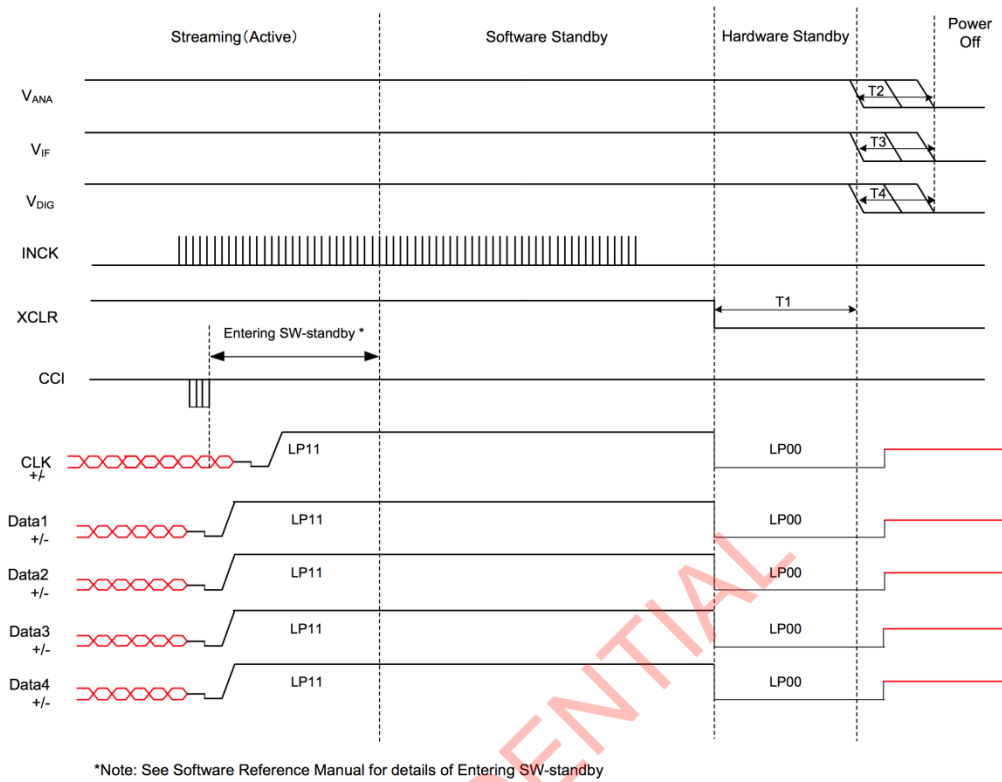 Streaming（Active） Software Standby Hardware Standby Power
Off
VANA
T2
VIF
T3
VDIG
T4
INCK
XCLR
T1
Entering SW-standby *
CCI
CLK
+/-
LP11 LP00
Data1
+/-
LP11 LP00
Data2
+/-
LP11 LP00
Data3
+/-
LP11 LP00
Data4
+/-
LP11 LP00
DENTIAL
*Note: See Software Reference Manual for details of Entering SW-standby